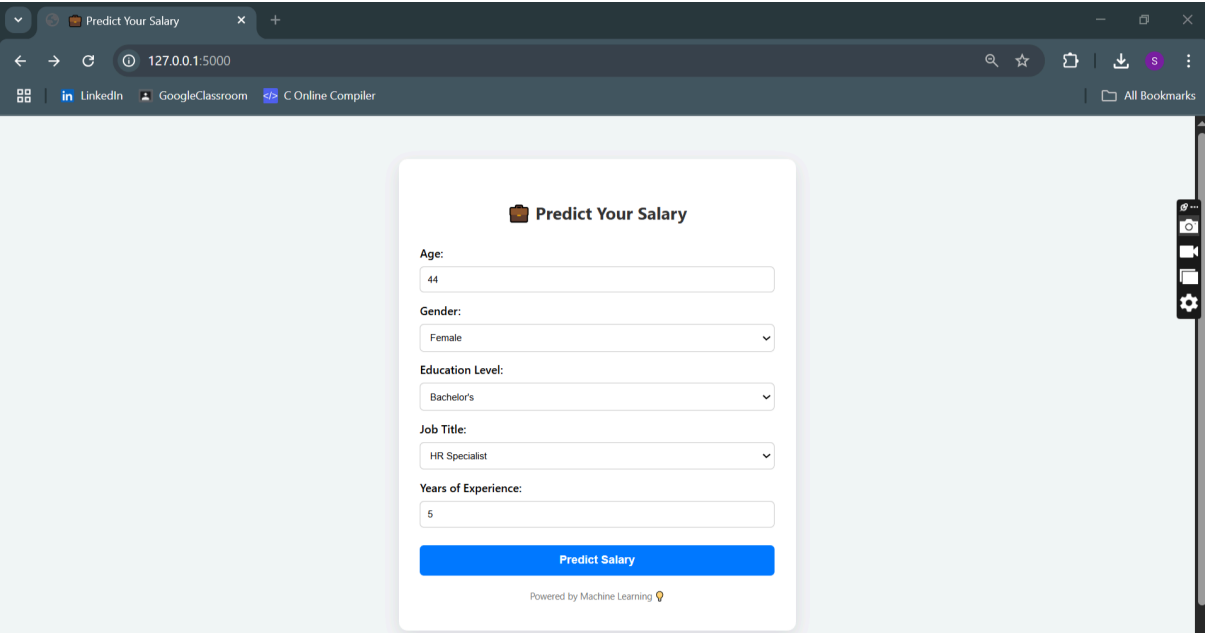 Predict Your Salary
127.0.0.1:5000
S
LinkedIn GoogleClassroom C Online Compiler All Bookmarks
Predict Your Salary
Age:
44
Gender:
Female
Education Level:
Bachelor's
Job Title:
HR Specialist
Years of Experience:
5
Predict Salary
Powered by Machine Learning